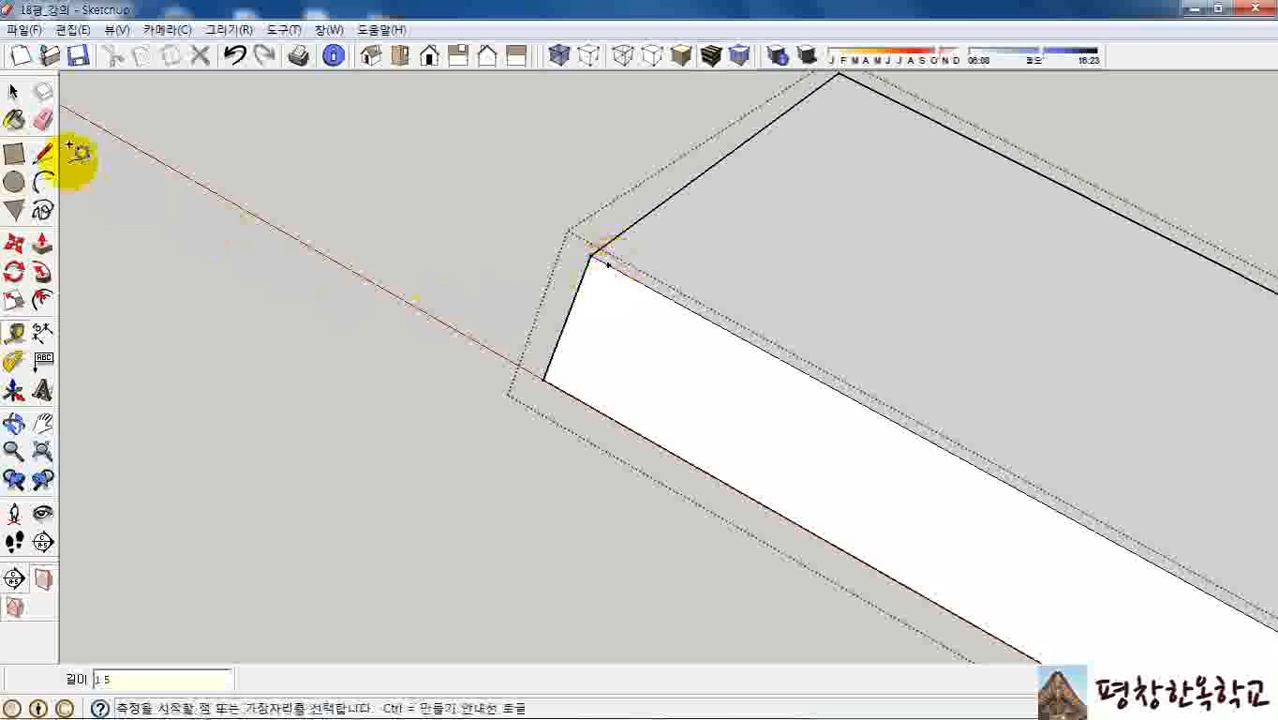 18평_강의 - Sketchup
파일(F) 편집(E) 뷰(V) 카메라(C) 그리기(R) 도구(T) 창(W) 도움말(H)
J F M A M J J A S O N D 06:08 정오 16:23
ABC
길이 1 5
측정을 시작할 점 또는 가장자리를 선택합니다. Ctrl = 만들기 안내선 토글
평창한옥학교